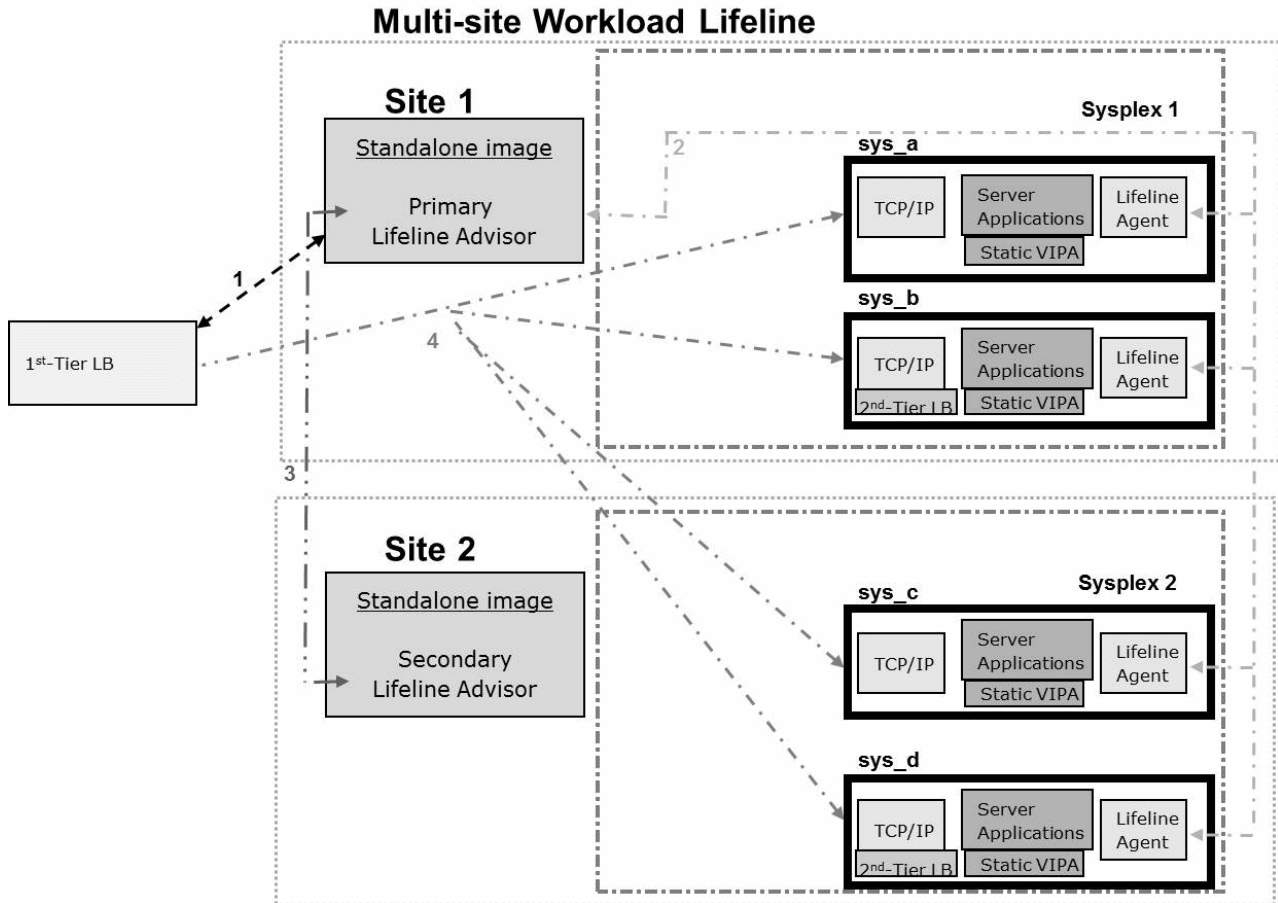 Multi-site Workload Lifeline
Site 1
Standalone image
Primary
Lifeline Advisor
1
2
Sysplex 1
sys_a
TCP/IP
Server
Applications
Static VIPA
Lifeline
Agent
sys_b
TCP/IP
2nd-Tier LB
Server
Applications
Static VIPA
Lifeline
Agent
1st-Tier LB
4
3
Site 2
Standalone image
Secondary
Lifeline Advisor
Sysplex 2
sys_c
TCP/IP
Server
Applications
Static VIPA
Lifeline
Agent
sys_d
TCP/IP
2nd-Tier LB
Server
Applications
Static VIPA
Lifeline
Agent